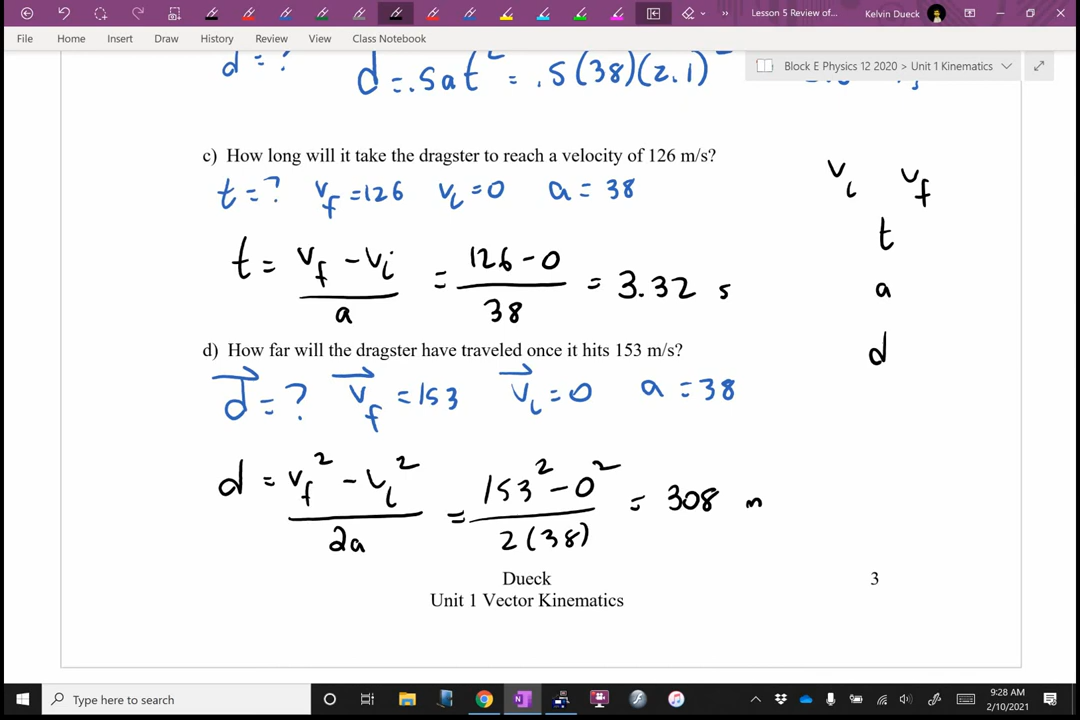 Lesson 5 Review of...
Kelvin Dueck
File Home Insert Draw History Review View Class Notebook
Block E Physics 12 2020 > Unit 1 Kinematics
d = ? d = .5at² = .5(38)(2.1)²
c) How long will it take the dragster to reach a velocity of 126 m/s?
t = ? vf = 126 vi = 0 a = 38
vi vf
t
a
d
t = vf - vi / a = 126 - 0 / 38 = 3.32 s
d) How far will the dragster have traveled once it hits 153 m/s?
d⃗ = ? v⃗f = 153 v⃗i = 0 a = 38
d = vf² - vi² / 2a = 153² - 0² / 2(38) = 308 m
Dueck 3
Unit 1 Vector Kinematics
Type here to search
9:28 AM
2/10/2021